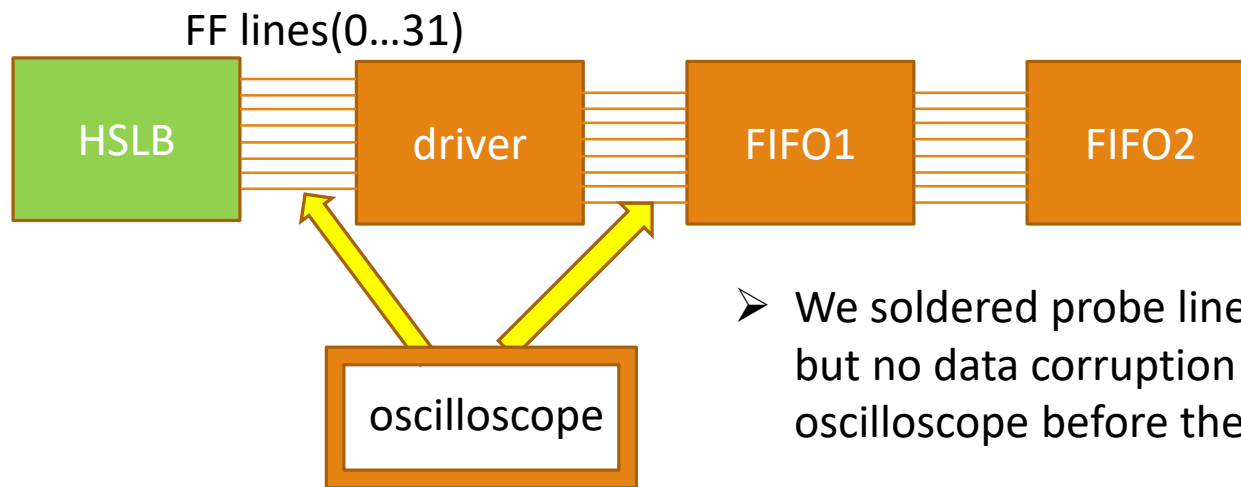 FF lines(0…31)
HSLB
driver
FIFO1
FIFO2
oscilloscope
➢ We soldered probe line
but no data corruption
oscilloscope before the